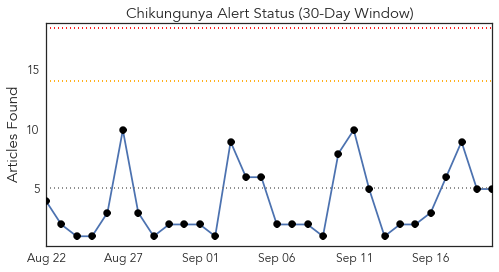 Chikungunya Alert Status (30-Day Window)
Articles Found
15
10
5
Aug 22 Aug 27 Sep 01 Sep 06 Sep 11 Sep 16